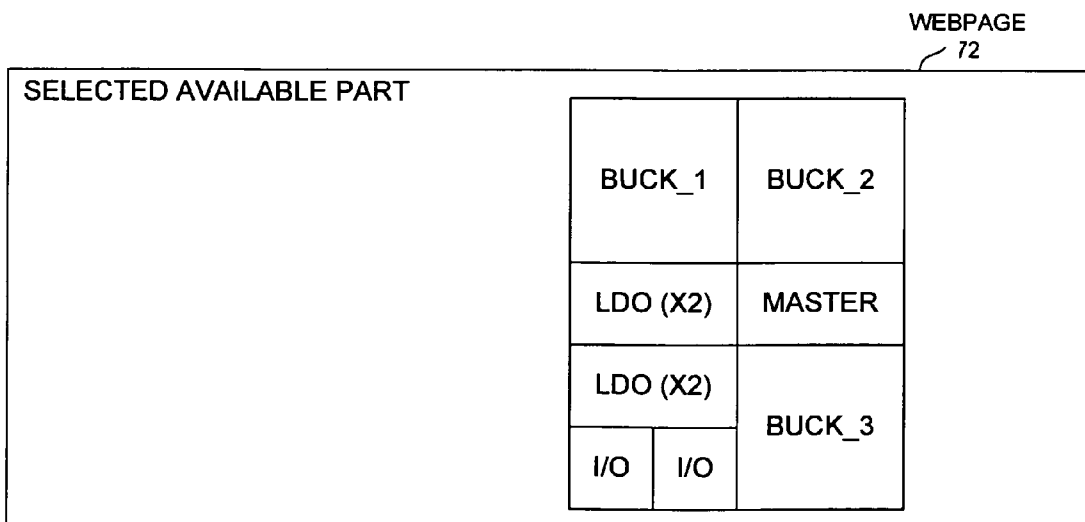 WEBPAGE
72
SELECTED AVAILABLE PART
BUCK_1
BUCK_2
LDO (X2)
MASTER
LDO (X2)
BUCK_3
I/O
I/O